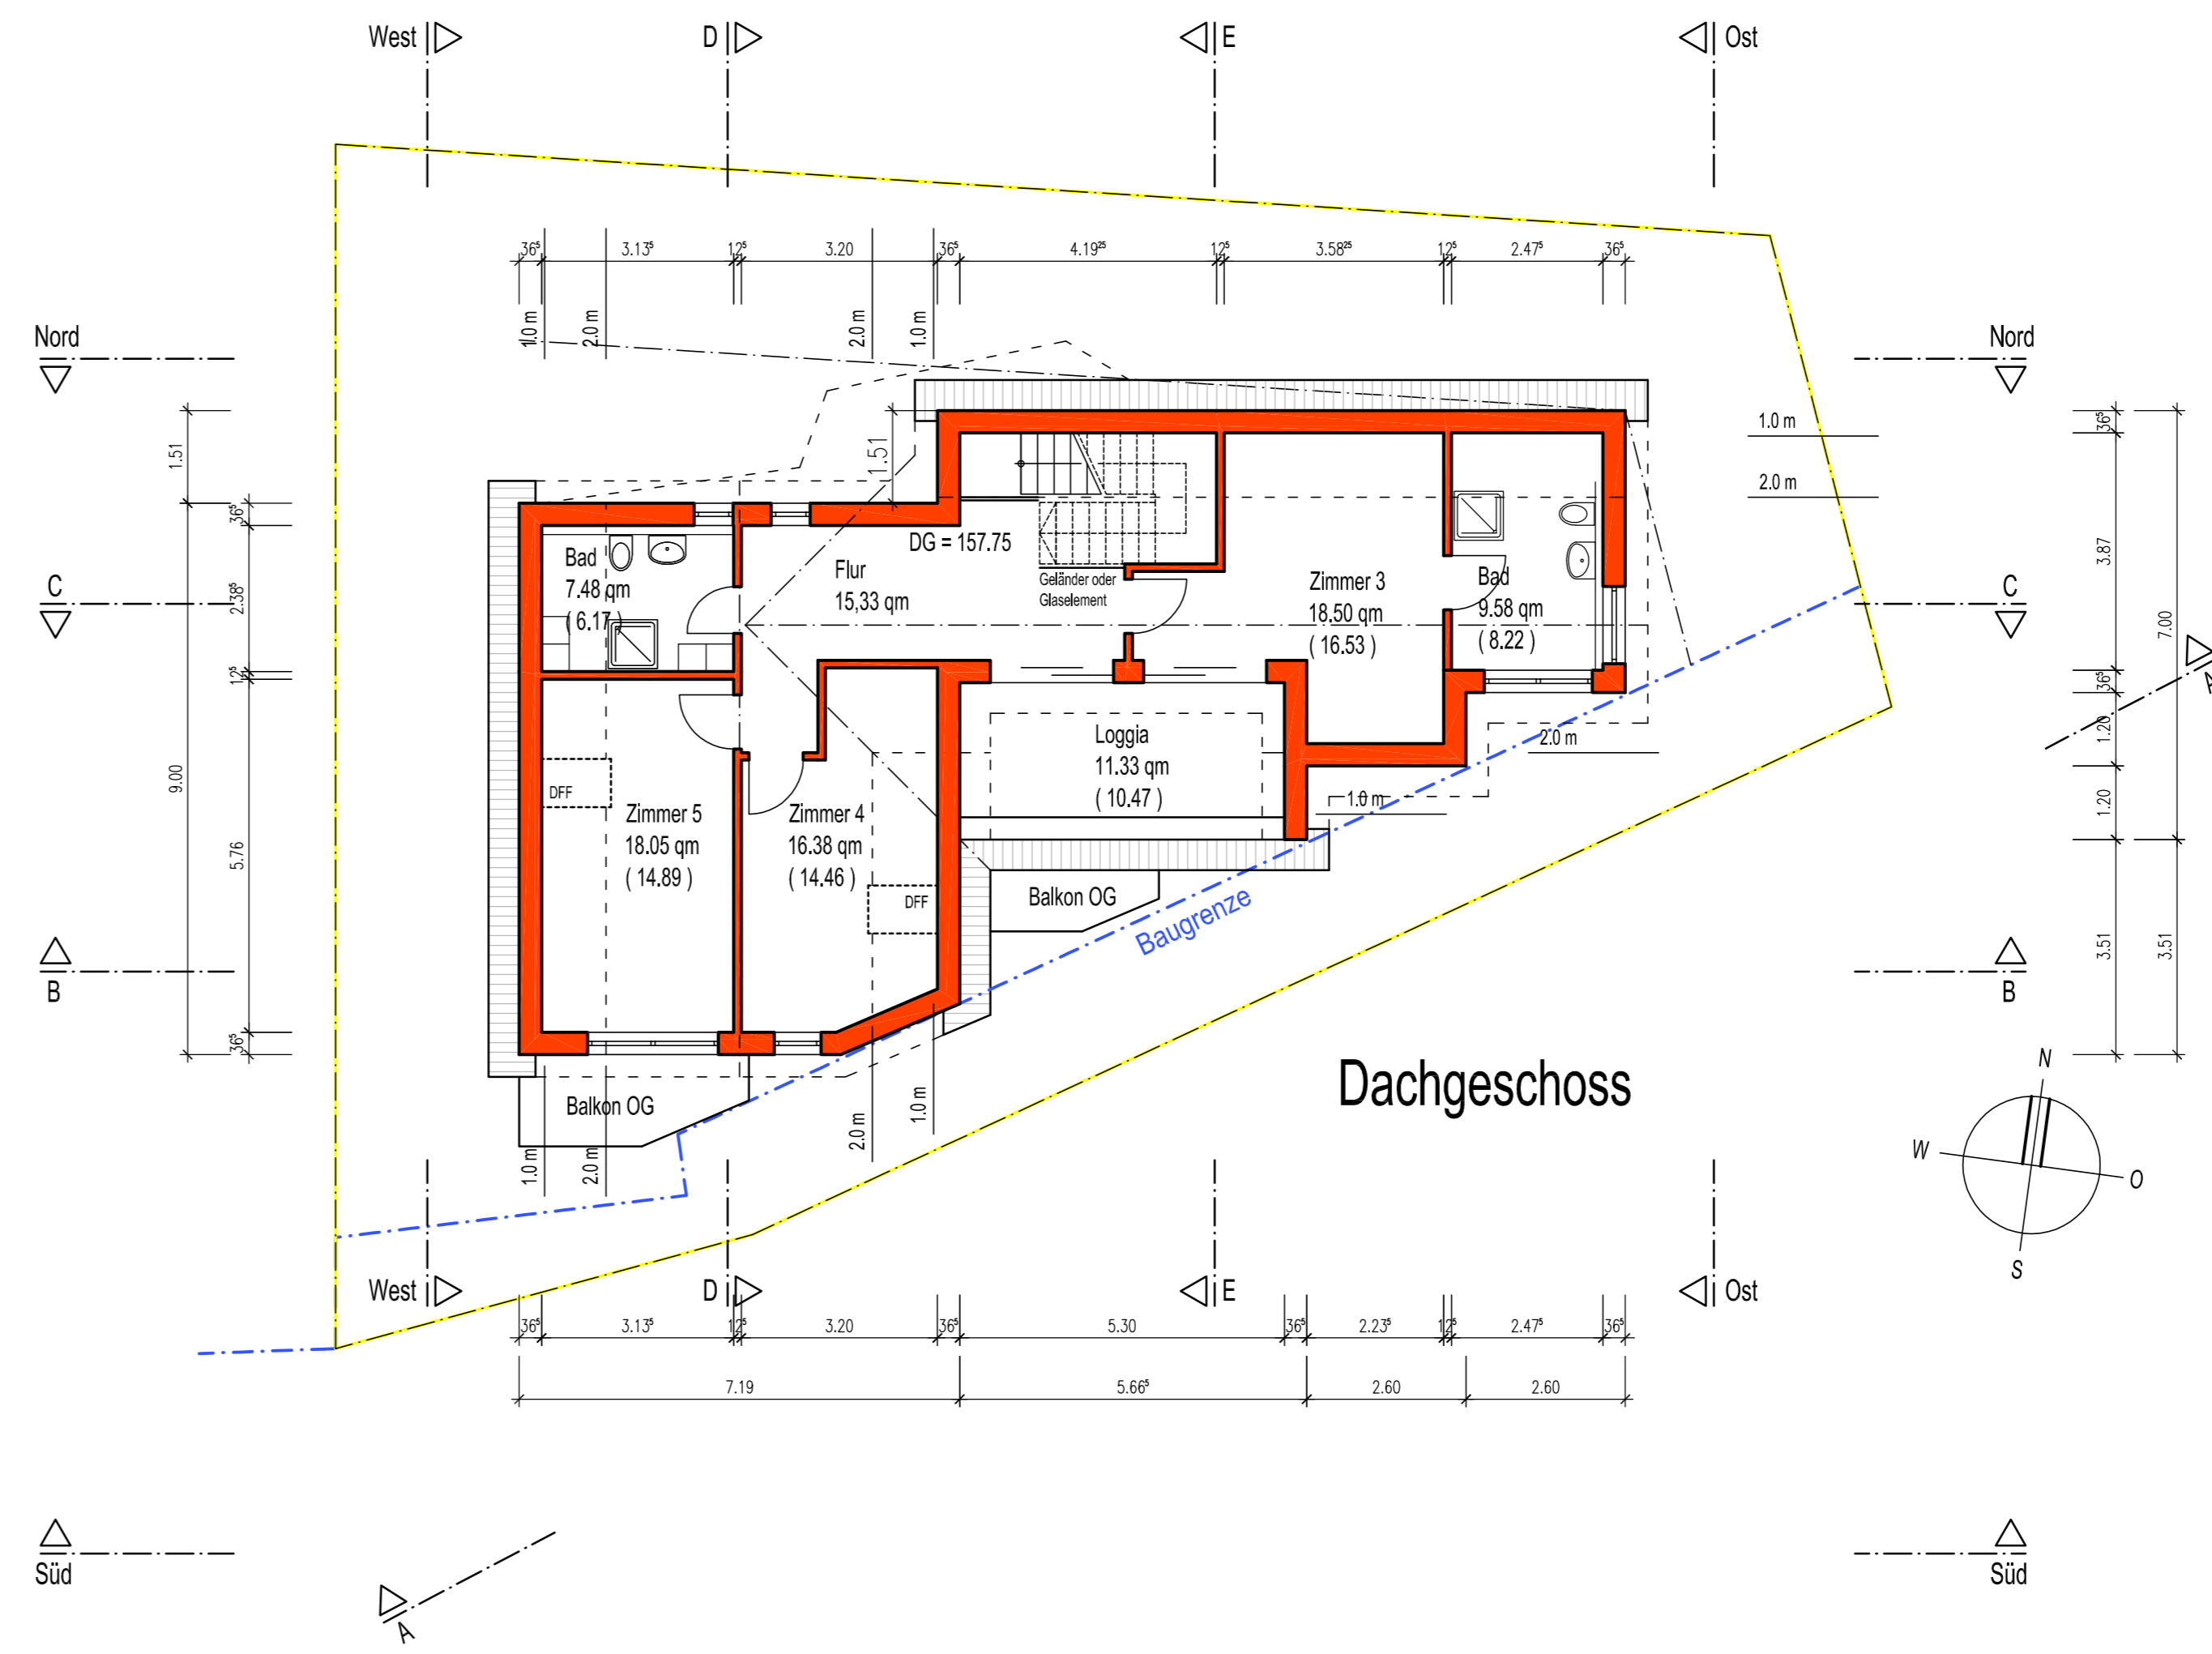 West
D
E
Ost
36⁵ 3.13⁵ 12⁵ 3.20 36⁵ 4.19²⁵ 12⁵ 3.58²⁵ 12⁵ 2.47⁵ 36⁵
1.0 m
2.0 m
2.0 m
1.0 m
Nord
Nord
1.0 m
2.0 m
1.51
36⁵
2.38⁵
12⁵
5.76
36⁵
9.00
1.51
C
C
B
B
36⁵
3.87
36⁵
1.20
1.20
3.51
7.00
3.51
A
Bad
7.48 qm
( 6.17 )
Flur
15,33 qm
DG = 157.75
Geländer oder
Glaselement
Zimmer 3
18.50 qm
( 16.53 )
Bad
9.58 qm
( 8.22 )
Loggia
11.33 qm
( 10.47 )
2.0 m
1.0 m
DFF
Zimmer 5
18.05 qm
( 14.89 )
Zimmer 4
16.38 qm
( 14.46 )
DFF
Balkon OG
Baugrenze
Balkon OG
Dachgeschoss
1.0 m
2.0 m
2.0 m
1.0 m
N
W
O
S
West
D
E
Ost
36⁵ 3.13⁵ 12⁵ 3.20 36⁵ 5.30 36⁵ 2.23⁵ 12⁵ 2.47⁵ 36⁵
7.19 5.66⁵ 2.60 2.60
Süd
Süd
A